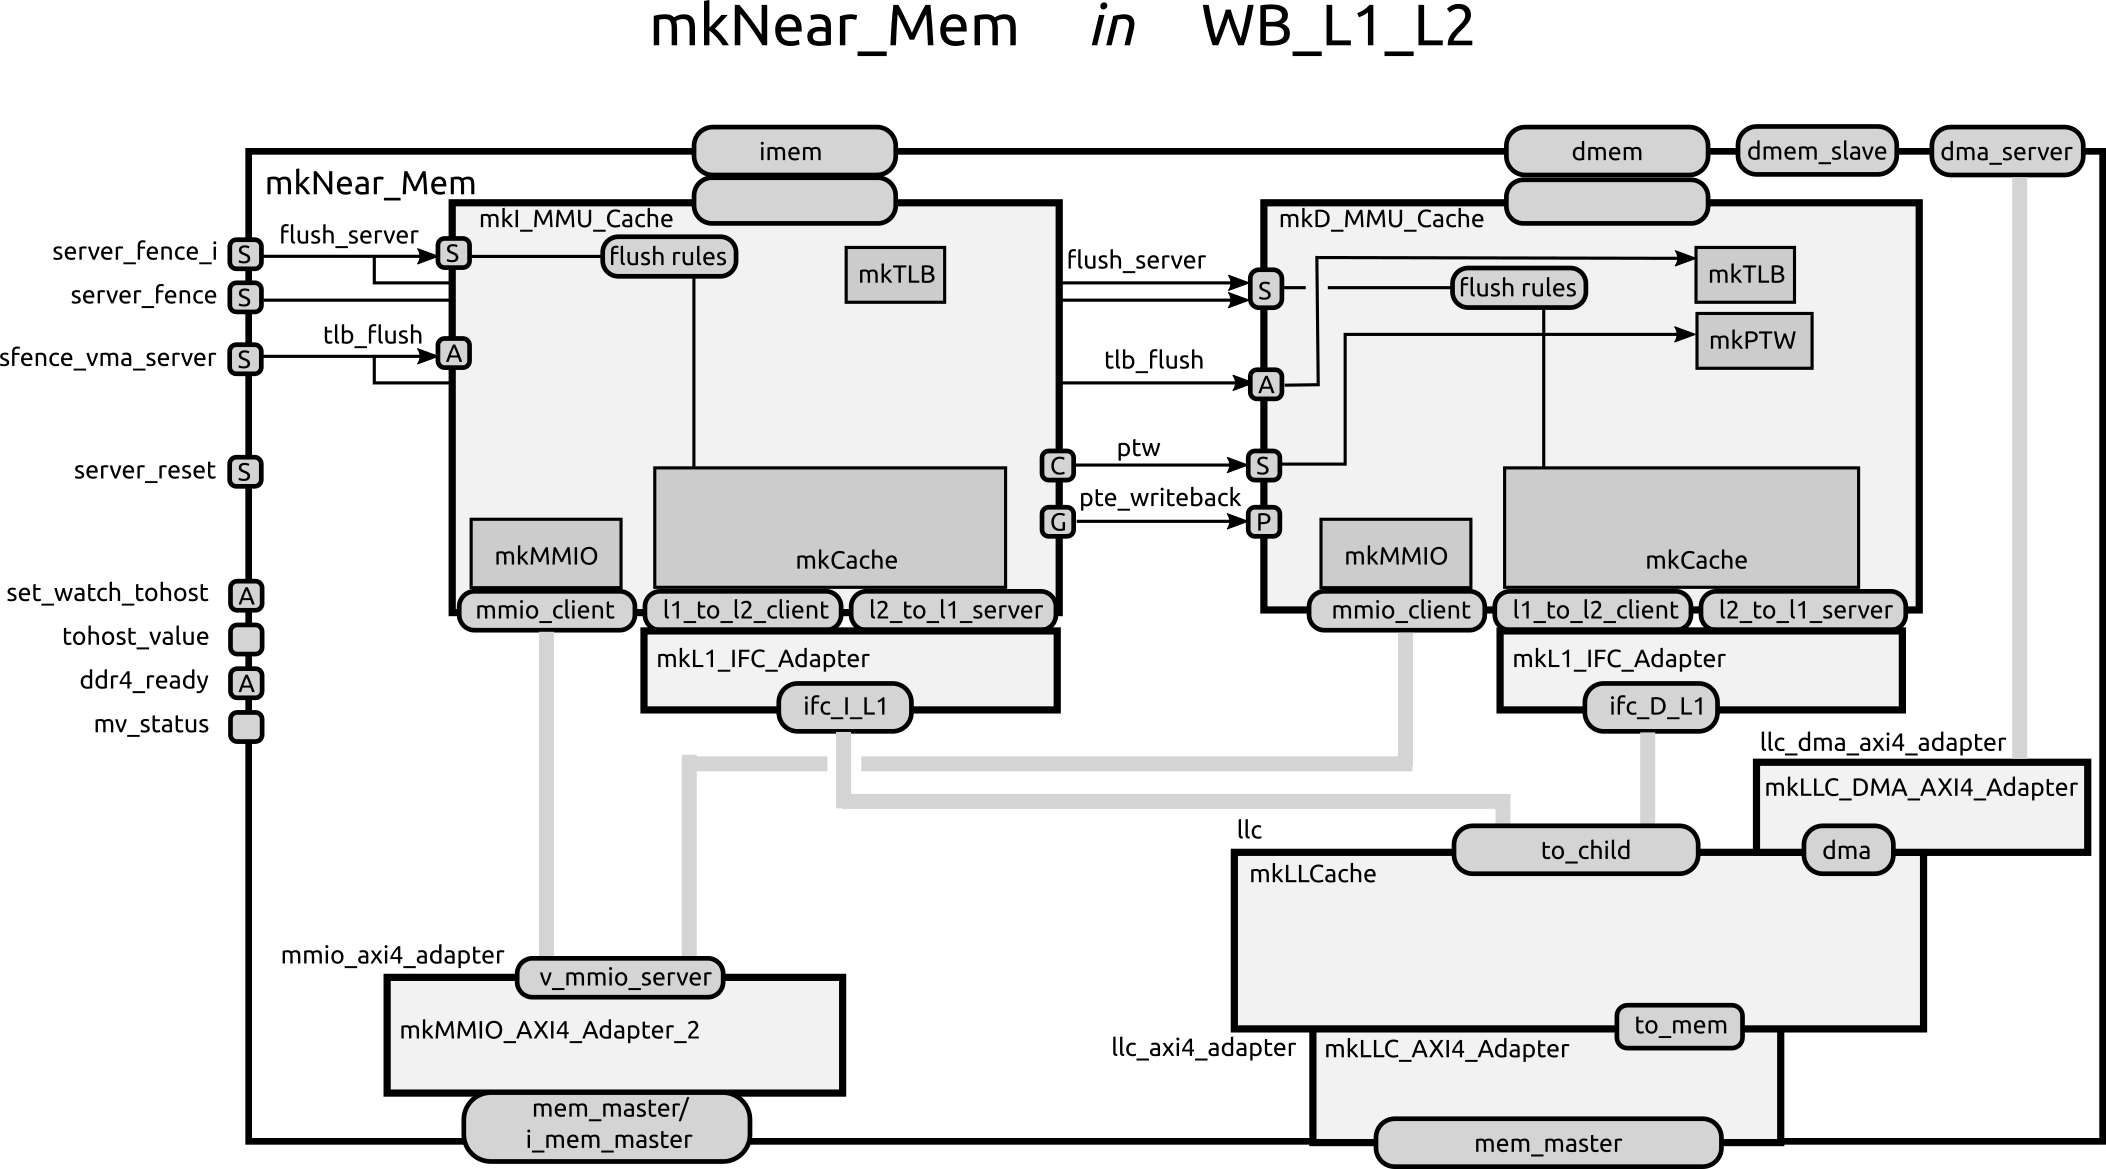 mkNear_Mem in WB_L1_L2
imem
dmem
dmem_slave
dma_server
mkNear_Mem
mkI_MMU_Cache
mkD_MMU_Cache
server_fence_i
S
flush_server
S
flush rules
mkTLB
flush_server
S
flush rules
mkTLB
server_fence
S
tlb_flush
sfence_vma_server
S
A
tlb_flush
A
mkPTW
server_reset
S
C
ptw
S
G
pte_writeback
P
mkMMIO
mkCache
mkMMIO
mkCache
set_watch_tohost
A
mmio_client
l1_to_l2_client
l2_to_l1_server
mmio_client
l1_to_l2_client
l2_to_l1_server
tohost_value
mkL1_IFC_Adapter
mkL1_IFC_Adapter
ddr4_ready
A
ifc_I_L1
ifc_D_L1
mv_status
llc_dma_axi4_adapter
mkLLC_DMA_AXI4_Adapter
llc
to_child
dma
mkLLCache
mmio_axi4_adapter
v_mmio_server
mkMMIO_AXI4_Adapter_2
to_mem
llc_axi4_adapter
mkLLC_AXI4_Adapter
mem_master/
i_mem_master
mem_master